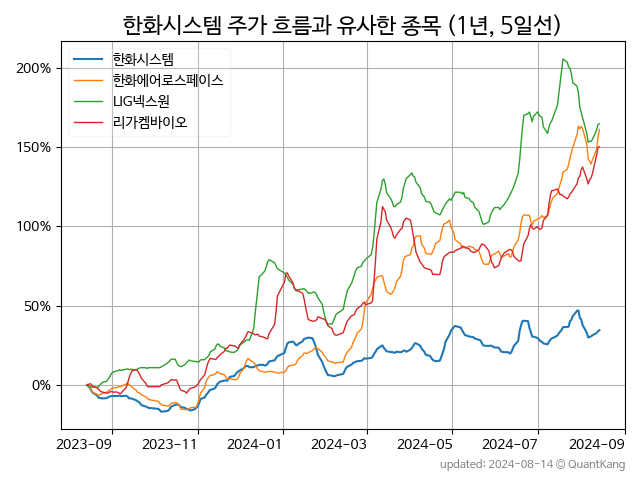 한화시스템 주가 흐름과 유사한 종목 (1년, 5일선)
한화시스템
한화에어로스페이스
LIG넥스원
리가켐바이오
200%
150%
100%
50%
0%
2023-09 2023-11 2024-01 2024-03 2024-05 2024-07 2024-09
updated: 2024-08-14 © QuantKang